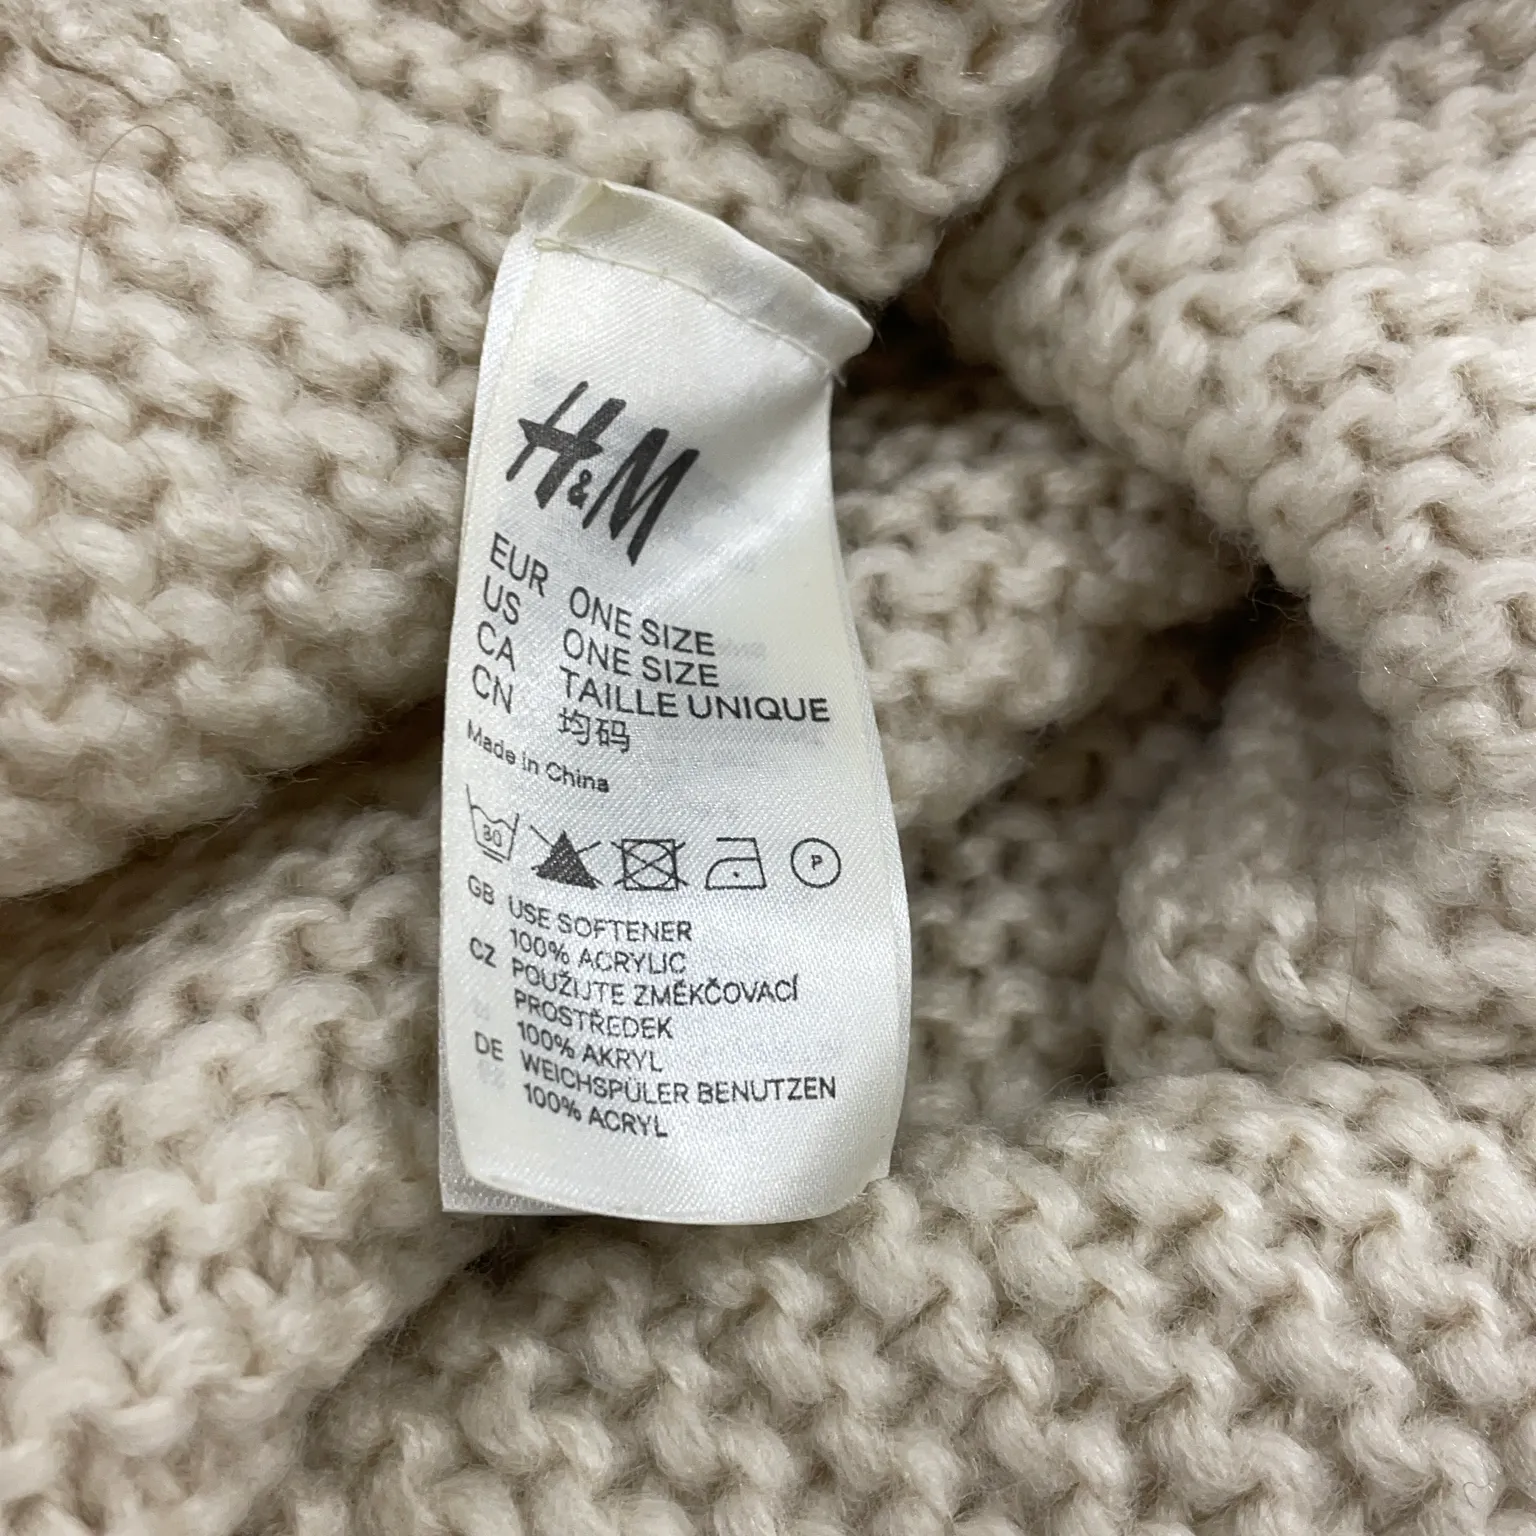 H&M
EUR ONE SIZE
US ONE SIZE
CA TAILLE UNIQUE
CN 均码
Made in China
30
P
GB USE SOFTENER
100% ACRYLIC
CZ POUŽIJTE ZMĚKČOVACÍ
PROSTŘEDEK
100% AKRYL
DE WEICHSPÜLER BENUTZEN
100% ACRYL